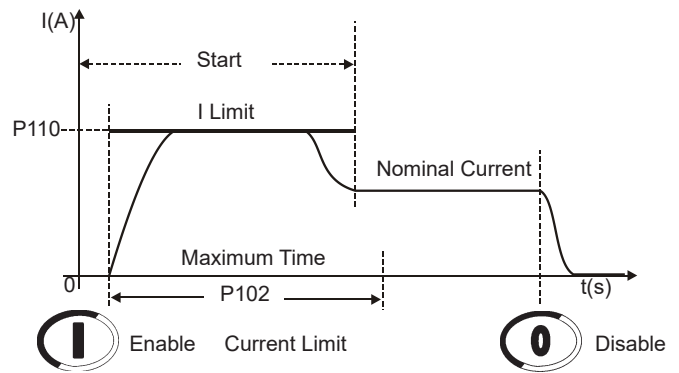 I(A)
Start
I Limit
P110
Nominal Current
Maximum Time
0
t(s)
P102
I Enable Current Limit 0 Disable